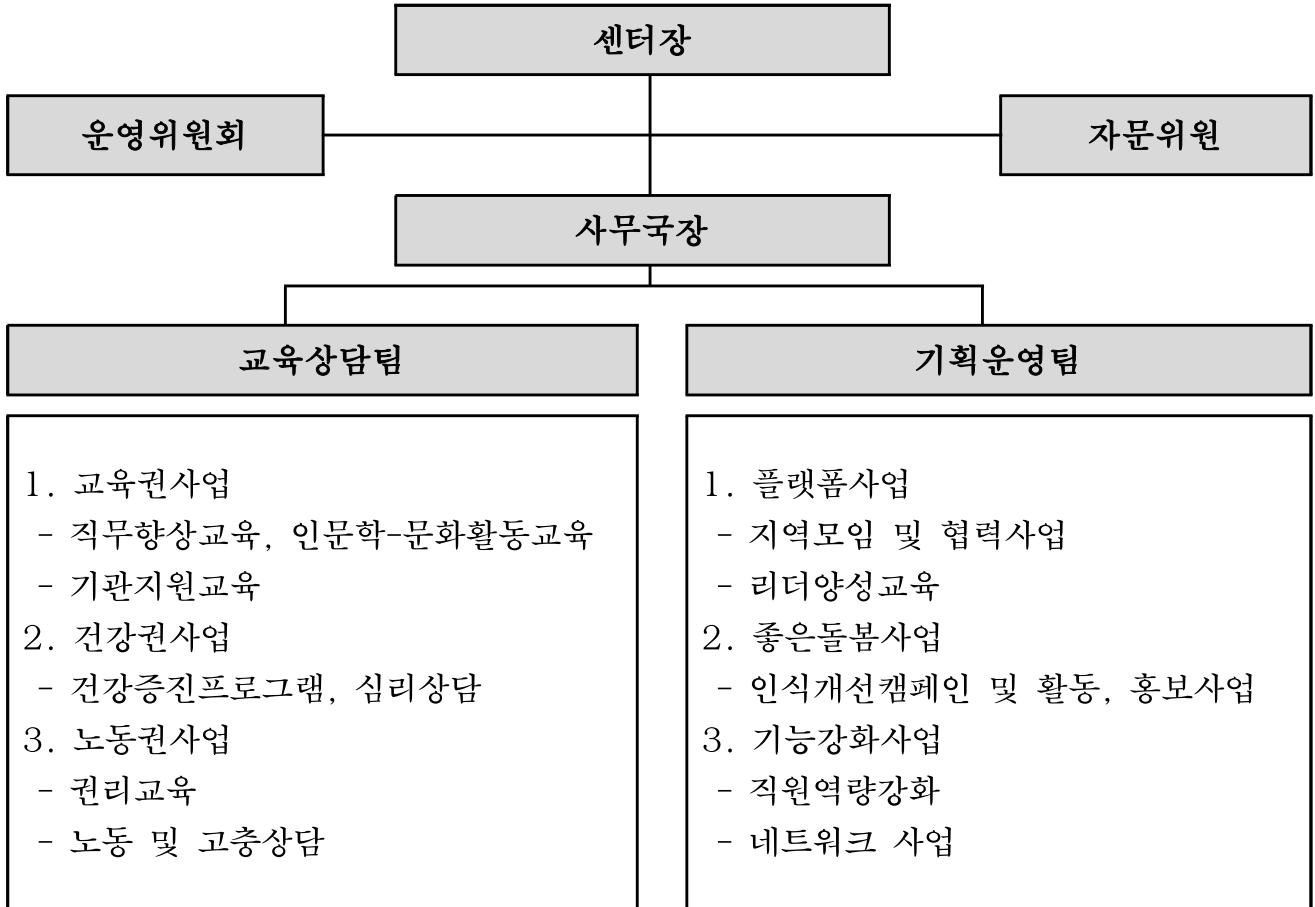 센터장
운영위원회
자문위원
사무국장
교육상담팀
1. 교육권사업
- 직무향상교육, 인문학-문화활동교육
- 기관지원교육
2. 건강권사업
- 건강증진프로그램, 심리상담
3. 노동권사업
- 권리교육
- 노동 및 고충상담
기획운영팀
1. 플랫폼사업
- 지역모임 및 협력사업
- 리더양성교육
2. 좋은돌봄사업
- 인식개선캠페인 및 활동, 홍보사업
3. 기능강화사업
- 직원역량강화
- 네트워크 사업